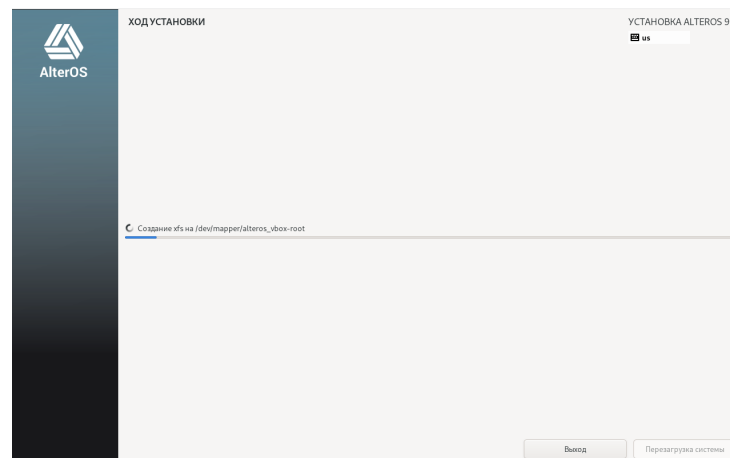 AlterOS
ХОД УСТАНОВКИ
УСТАНОВКА ALTEROS 9
us
Создание xfs на /dev/mapper/alteros_vbox-root
Выход
Перезагрузка системы